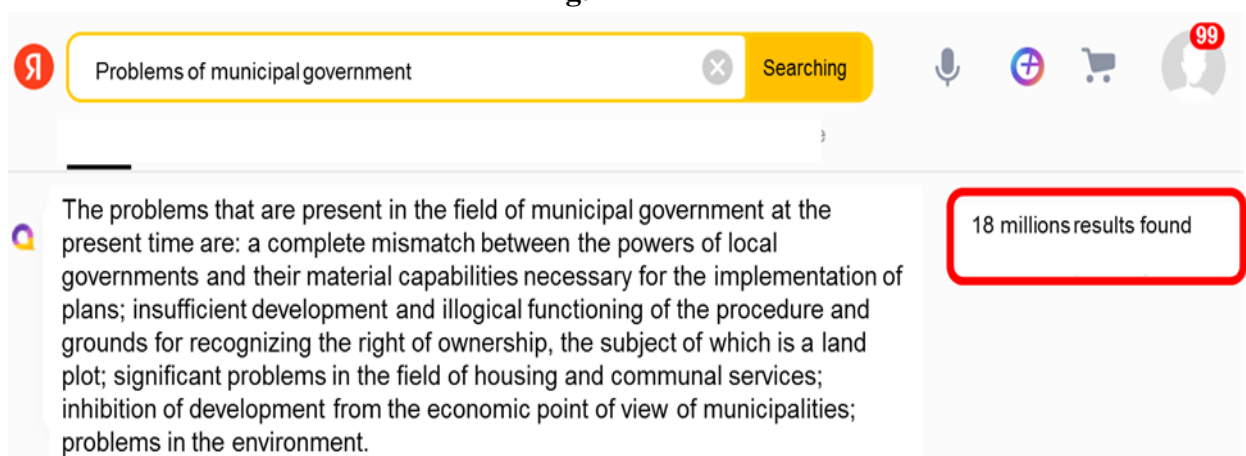 99
Я Problems of municipal government Searching
The problems that are present in the field of municipal government at the
present time are: a complete mismatch between the powers of local
governments and their material capabilities necessary for the implementation of
plans; insufficient development and illogical functioning of the procedure and
grounds for recognizing the right of ownership, the subject of which is a land
plot; significant problems in the field of housing and communal services;
inhibition of development from the economic point of view of municipalities;
problems in the environment.
18 millions results found